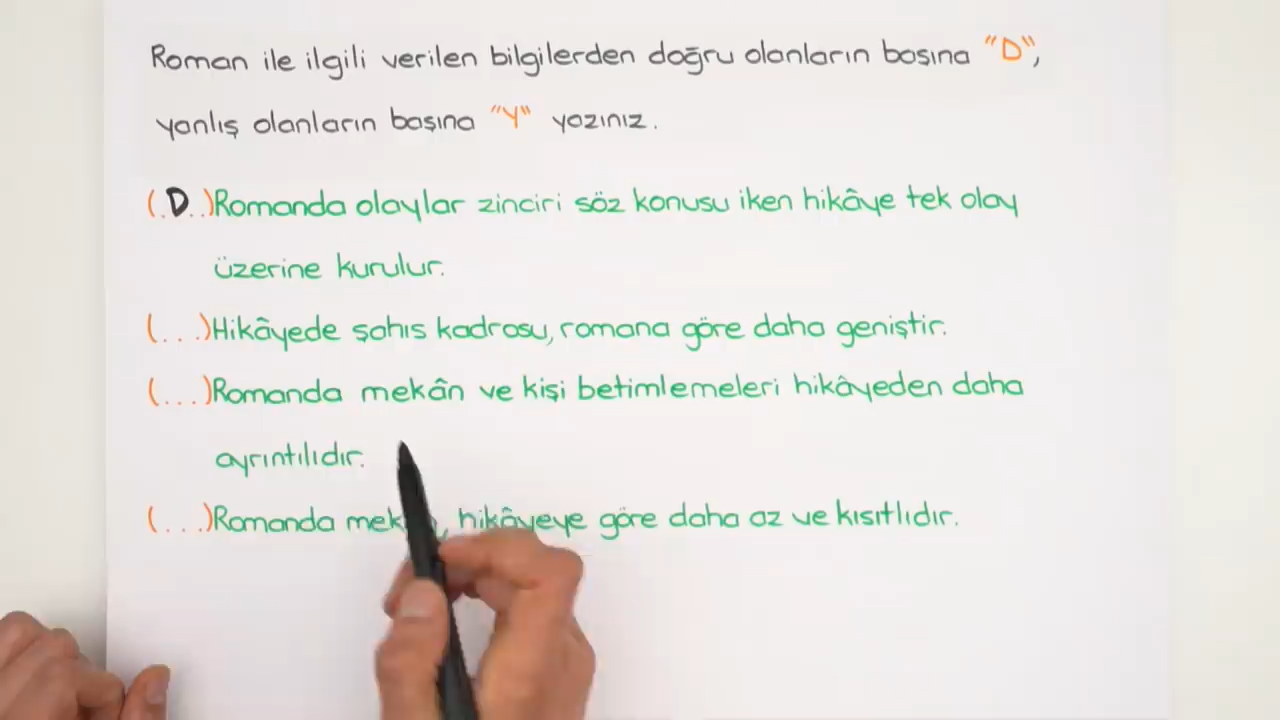 Roman ile ilgili verilen bilgilerden doğru olanların başına "D",
yanlış olanların başına "Y" yazınız.
(.D.)Romanda olaylar zinciri söz konusu iken hikâye tek olay
üzerine kurulur.
(...)Hikâyede şahıs kadrosu, romana göre daha geniştir.
(...)Romanda mekân ve kişi betimlemeleri hikâyeden daha
ayrıntılıdır.
(...)Romanda hikâyeye göre daha az ve kısıtlıdır.